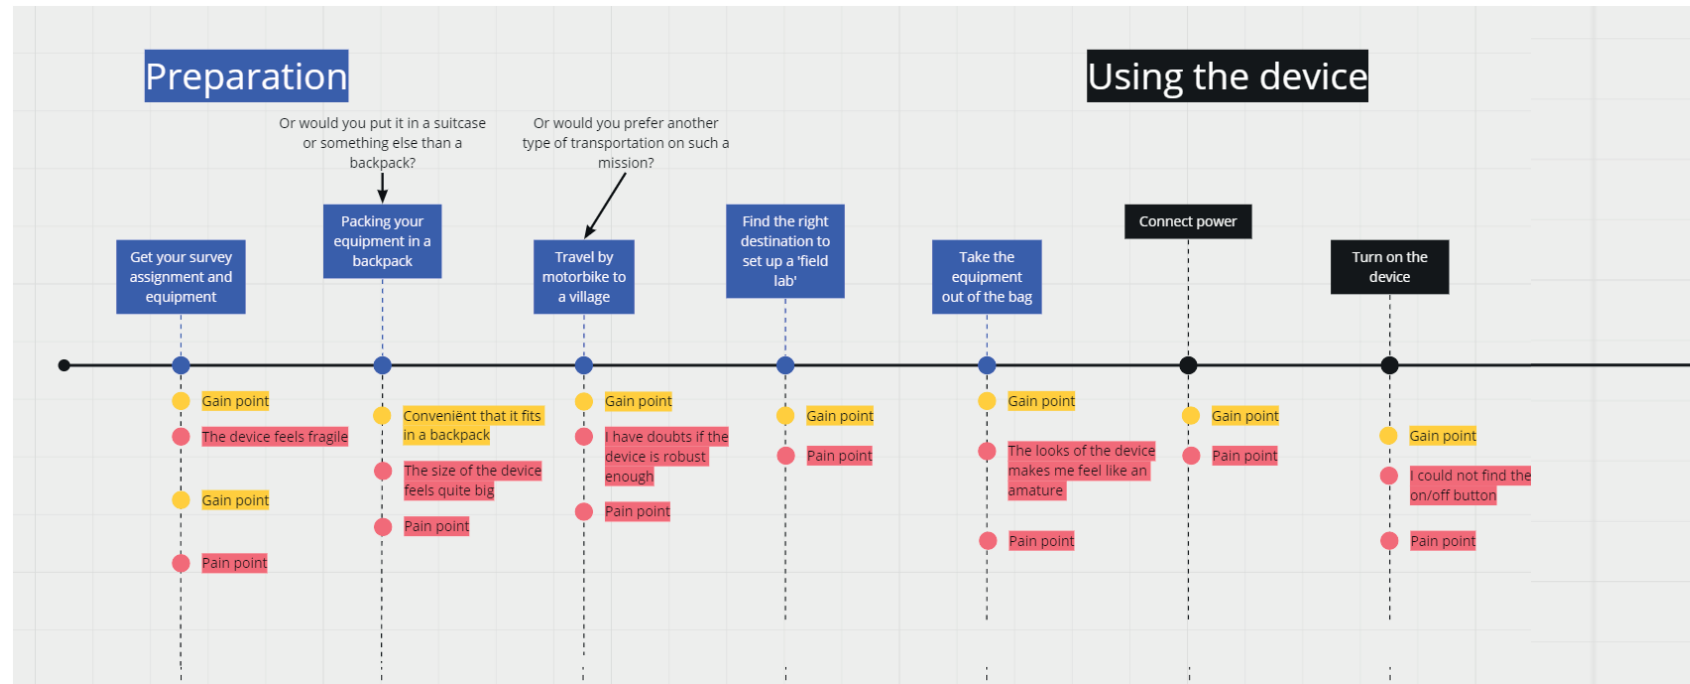 Preparation
Using the device
Or would you put it in a suitcase
or something else than a
backpack?
Or would you prefer another
type of transportation on such a
mission?
Get your survey
assignment and
equipment
Packing your
equipment in a
backpack
Travel by
motorbike to
a village
Find the right
destination to
set up a 'field
lab'
Take the
equipment
out of the bag
Connect power
Turn on the
device
Gain point
The device feels fragile
Gain point
Pain point
Conveniënt that it fits
in a backpack
The size of the device
feels quite big
Pain point
Gain point
I have doubts if the
device is robust
enough
Pain point
Gain point
Pain point
Gain point
The looks of the device
makes me feel like an
amature
Pain point
Gain point
Pain point
Gain point
I could not find the
on/off button
Pain point